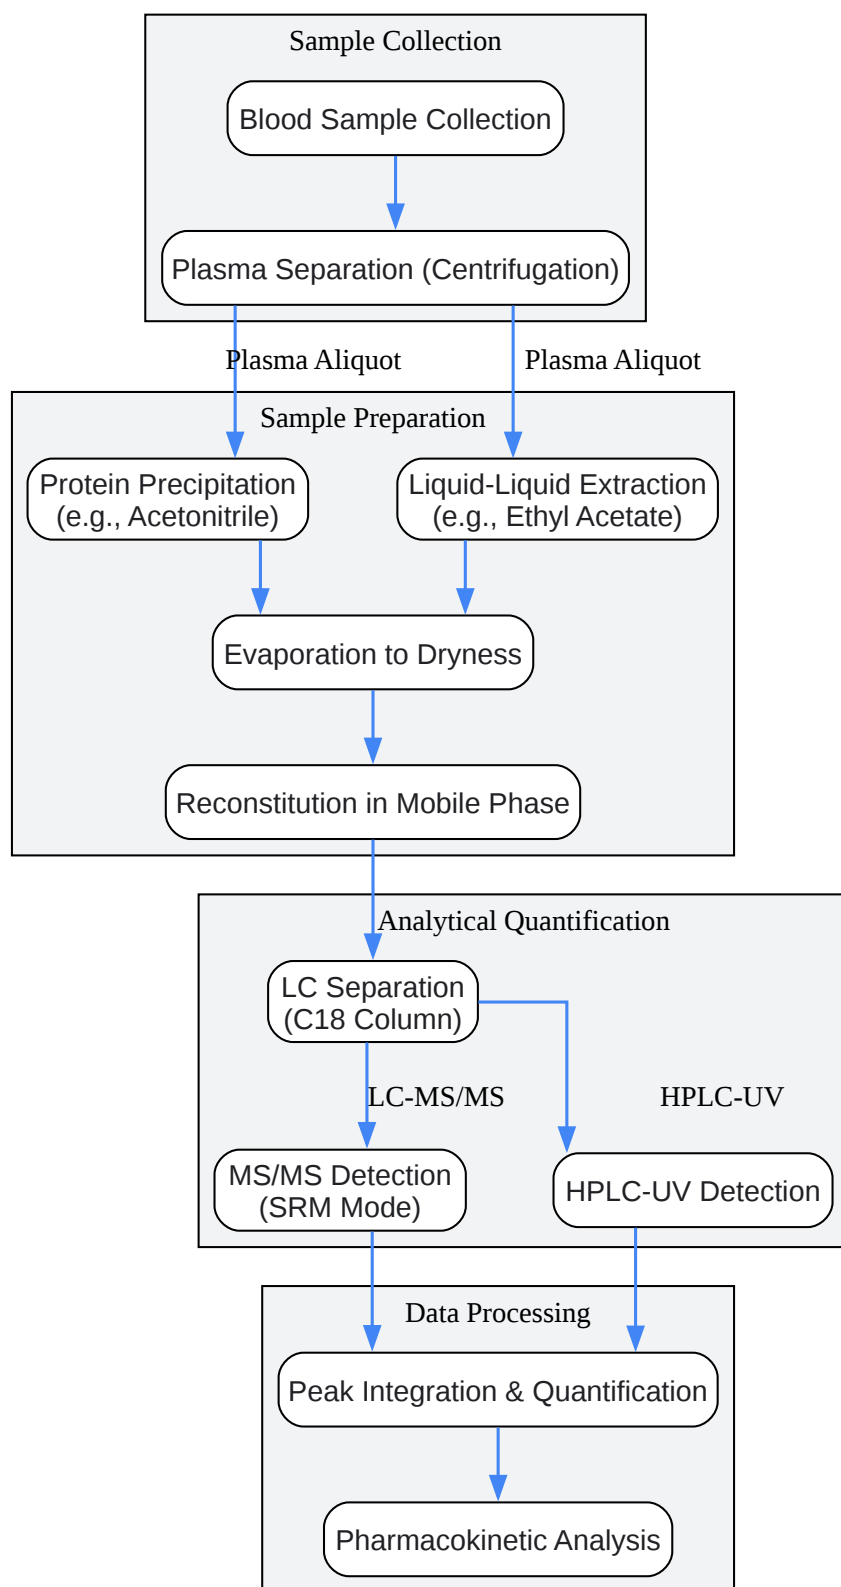 Sample Collection
Blood Sample Collection
Plasma Separation (Centrifugation)
Plasma Aliquot
Plasma Aliquot
Sample Preparation
Protein Precipitation
(e.g., Acetonitrile)
Liquid-Liquid Extraction
(e.g., Ethyl Acetate)
Evaporation to Dryness
Reconstitution in Mobile Phase
Analytical Quantification
LC Separation
(C18 Column)
LC-MS/MS
HPLC-UV
MS/MS Detection
(SRM Mode)
HPLC-UV Detection
Data Processing
Peak Integration & Quantification
Pharmacokinetic Analysis